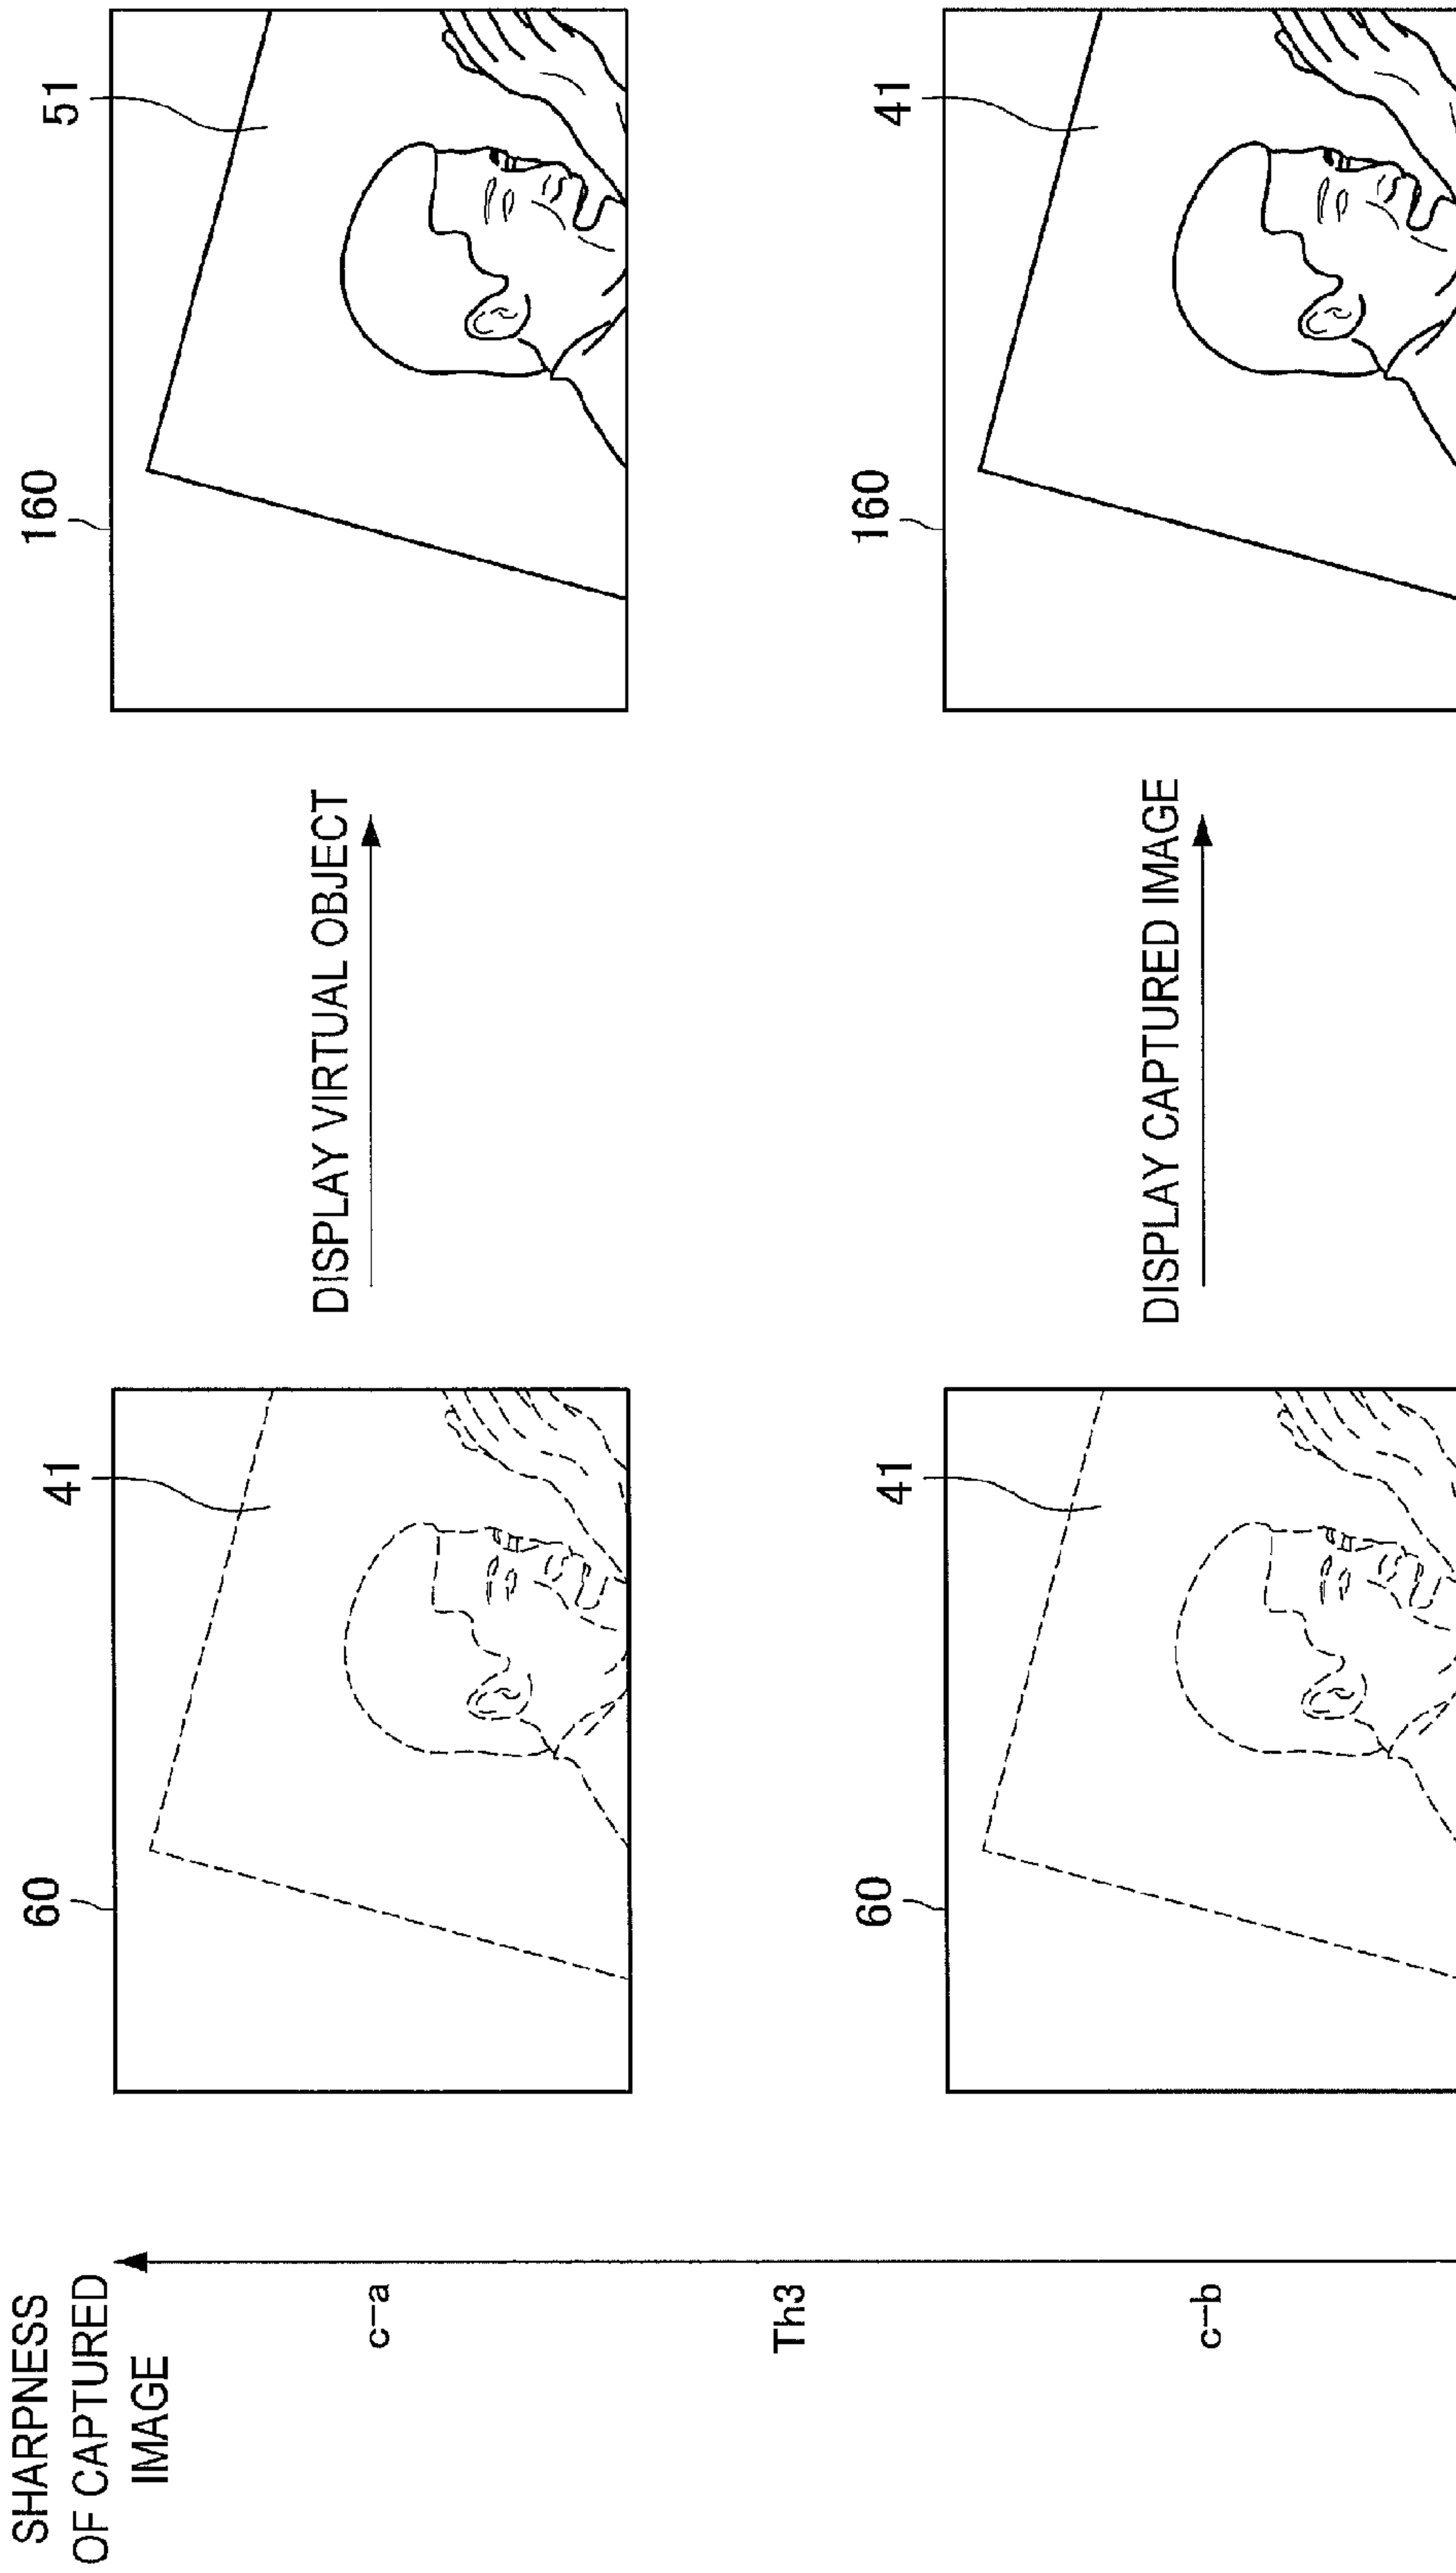 SHARPNESS
OF CAPTURED
IMAGE
60
41
160
51
c-a
DISPLAY VIRTUAL OBJECT
Th3
60
41
160
41
c-b
DISPLAY CAPTURED IMAGE